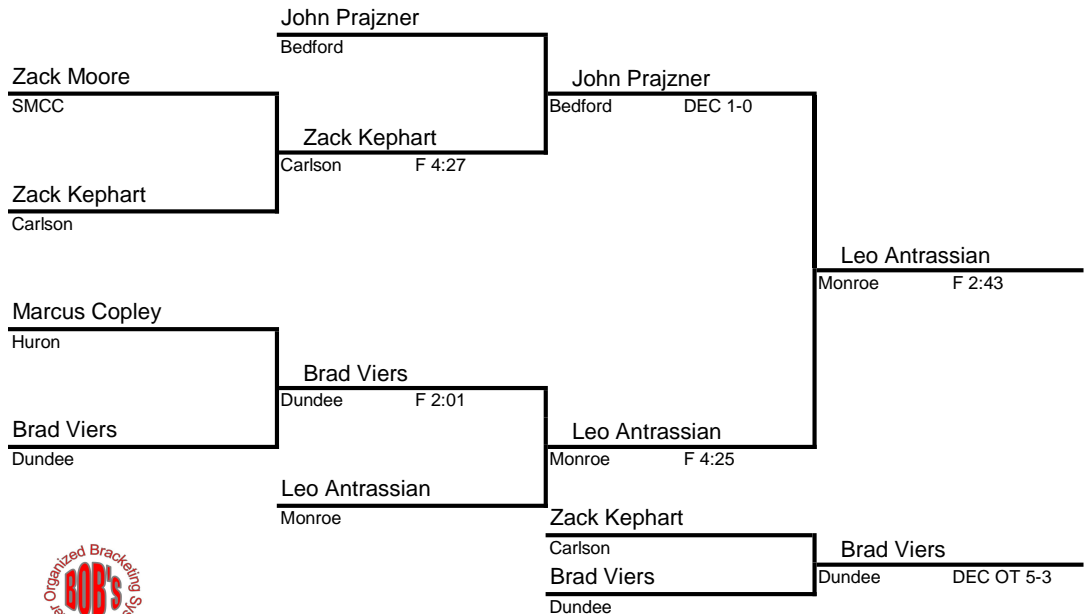 John Prajzner
Bedford
Zack Moore
SMCC
John Prajzner
Bedford DEC 1-0
Zack Kephart
Carlson F 4:27
Zack Kephart
Carlson
Leo Antrassian
Monroe F 2:43
Marcus Copley
Huron
Brad Viers
Dundee F 2:01
Brad Viers
Dundee
Leo Antrassian
Monroe F 4:25
Leo Antrassian
Monroe
Zack Kephart
Carlson
Brad Viers
Dundee DEC OT 5-3
Brad Viers
Dundee
Organized Bracketing
BOB'S